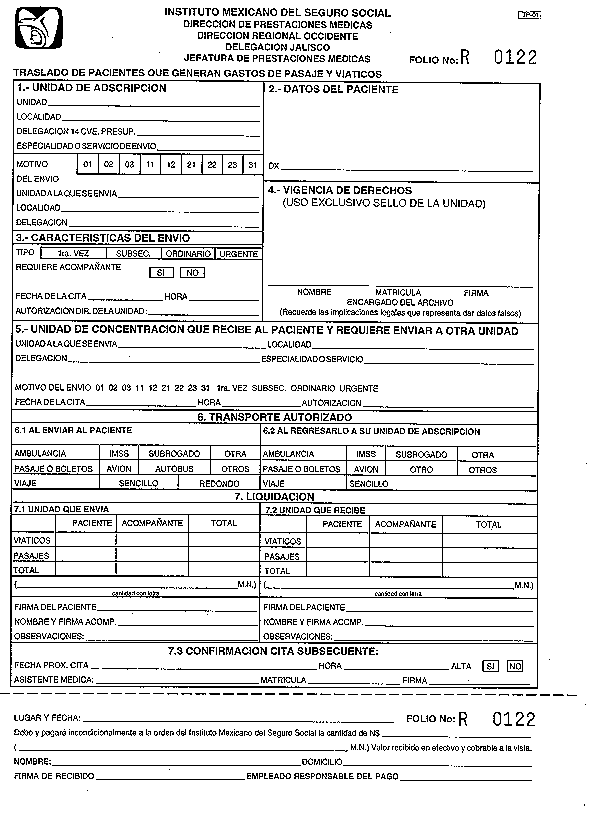 INSTITUTO MEXICANO DEL SEGURO SOCIAL
DIRECCION DE PRESTACIONES MEDICAS
DIRECCION REGIONAL OCCIDENTE
DELEGACION JALISCO
JEFATURA DE PRESTACIONES MEDICAS
FOLIO No: R 0122
TRASLADO DE PACIENTES QUE GENERAN GASTOS DE PASAJE Y VIATICOS
1.- UNIDAD DE ADSCRIPCION
UNIDAD
LOCALIDAD
DELEGACION 14 CVE. PRESUP.
ESPECIALIDAD O SERVICIO DE ENVIO
MOTIVO 01 02 03 11 12 21 22 23 31
DEL ENVIO
UNIDAD A LA QUE SE ENVIA
LOCALIDAD
DELEGACION
2.- DATOS DEL PACIENTE
DX
3.- CARACTERISTICAS DEL ENVIO
TIPO 1ra. VEZ SUBSEC. ORDINARIO URGENTE
REQUIERE ACOMPAÑANTE SI NO
FECHA DE LA CITA HORA
AUTORIZACION DIR. DE LA UNIDAD:
4.- VIGENCIA DE DERECHOS
(USO EXCLUSIVO SELLO DE LA UNIDAD)
NOMBRE MATRICULA FIRMA
ENCARGADO DEL ARCHIVO
(Recuerde las implicaciones legales que representa dar datos falsos)
5.- UNIDAD DE CONCENTRACION QUE RECIBE AL PACIENTE Y REQUIERE ENVIAR A OTRA UNIDAD
UNIDAD A LA QUE SE ENVIA LOCALIDAD
DELEGACION ESPECIALIDAD O SERVICIO
MOTIVO DEL ENVIO 01 02 03 11 12 21 22 23 31 1ra. VEZ SUBSEC. ORDINARIO URGENTE
FECHA DE LA CITA HORA AUTORIZACION
6. TRANSPORTE AUTORIZADO
6.1 AL ENVIAR AL PACIENTE
AMBULANCIA IMSS SUBROGADO OTRA
PASAJE O BOLETOS AVION AUTOBUS OTROS
VIAJE SENCILLO REDONDO
6.2 AL REGRESARLO A SU UNIDAD DE ADSCRIPCION
AMBULANCIA IMSS SUBROGADO OTRA
PASAJE O BOLETOS AVION OTRO OTROS
VIAJE SENCILLO
7. LIQUIDACION
7.1 UNIDAD QUE ENVIA
PACIENTE ACOMPAÑANTE TOTAL
VIATICOS
PASAJES
TOTAL
( M.N.)
cantidad con letra
FIRMA DEL PACIENTE
NOMBRE Y FIRMA ACOMP.
OBSERVACIONES:
7.2 UNIDAD QUE RECIBE
PACIENTE ACOMPAÑANTE TOTAL
VIATICOS
PASAJES
TOTAL
( M.N.)
cantidad con letra
FIRMA DEL PACIENTE
NOMBRE Y FIRMA ACOMP.
OBSERVACIONES:
7.3 CONFIRMACION CITA SUBSECUENTE:
FECHA PROX. CITA HORA ALTA SI NO
ASISTENTE MEDICA: MATRICULA FIRMA
LUGAR Y FECHA: FOLIO No: R 0122
Debo y pagaré incondicionalmente a la orden del Instituto Mexicano del Seguro Social la cantidad de N$
( M.N.) Valor recibido en efectivo y cobrable a la vista.
NOMBRE: DOMICILIO
FIRMA DE RECIBIDO EMPLEADO RESPONSABLE DEL PAGO